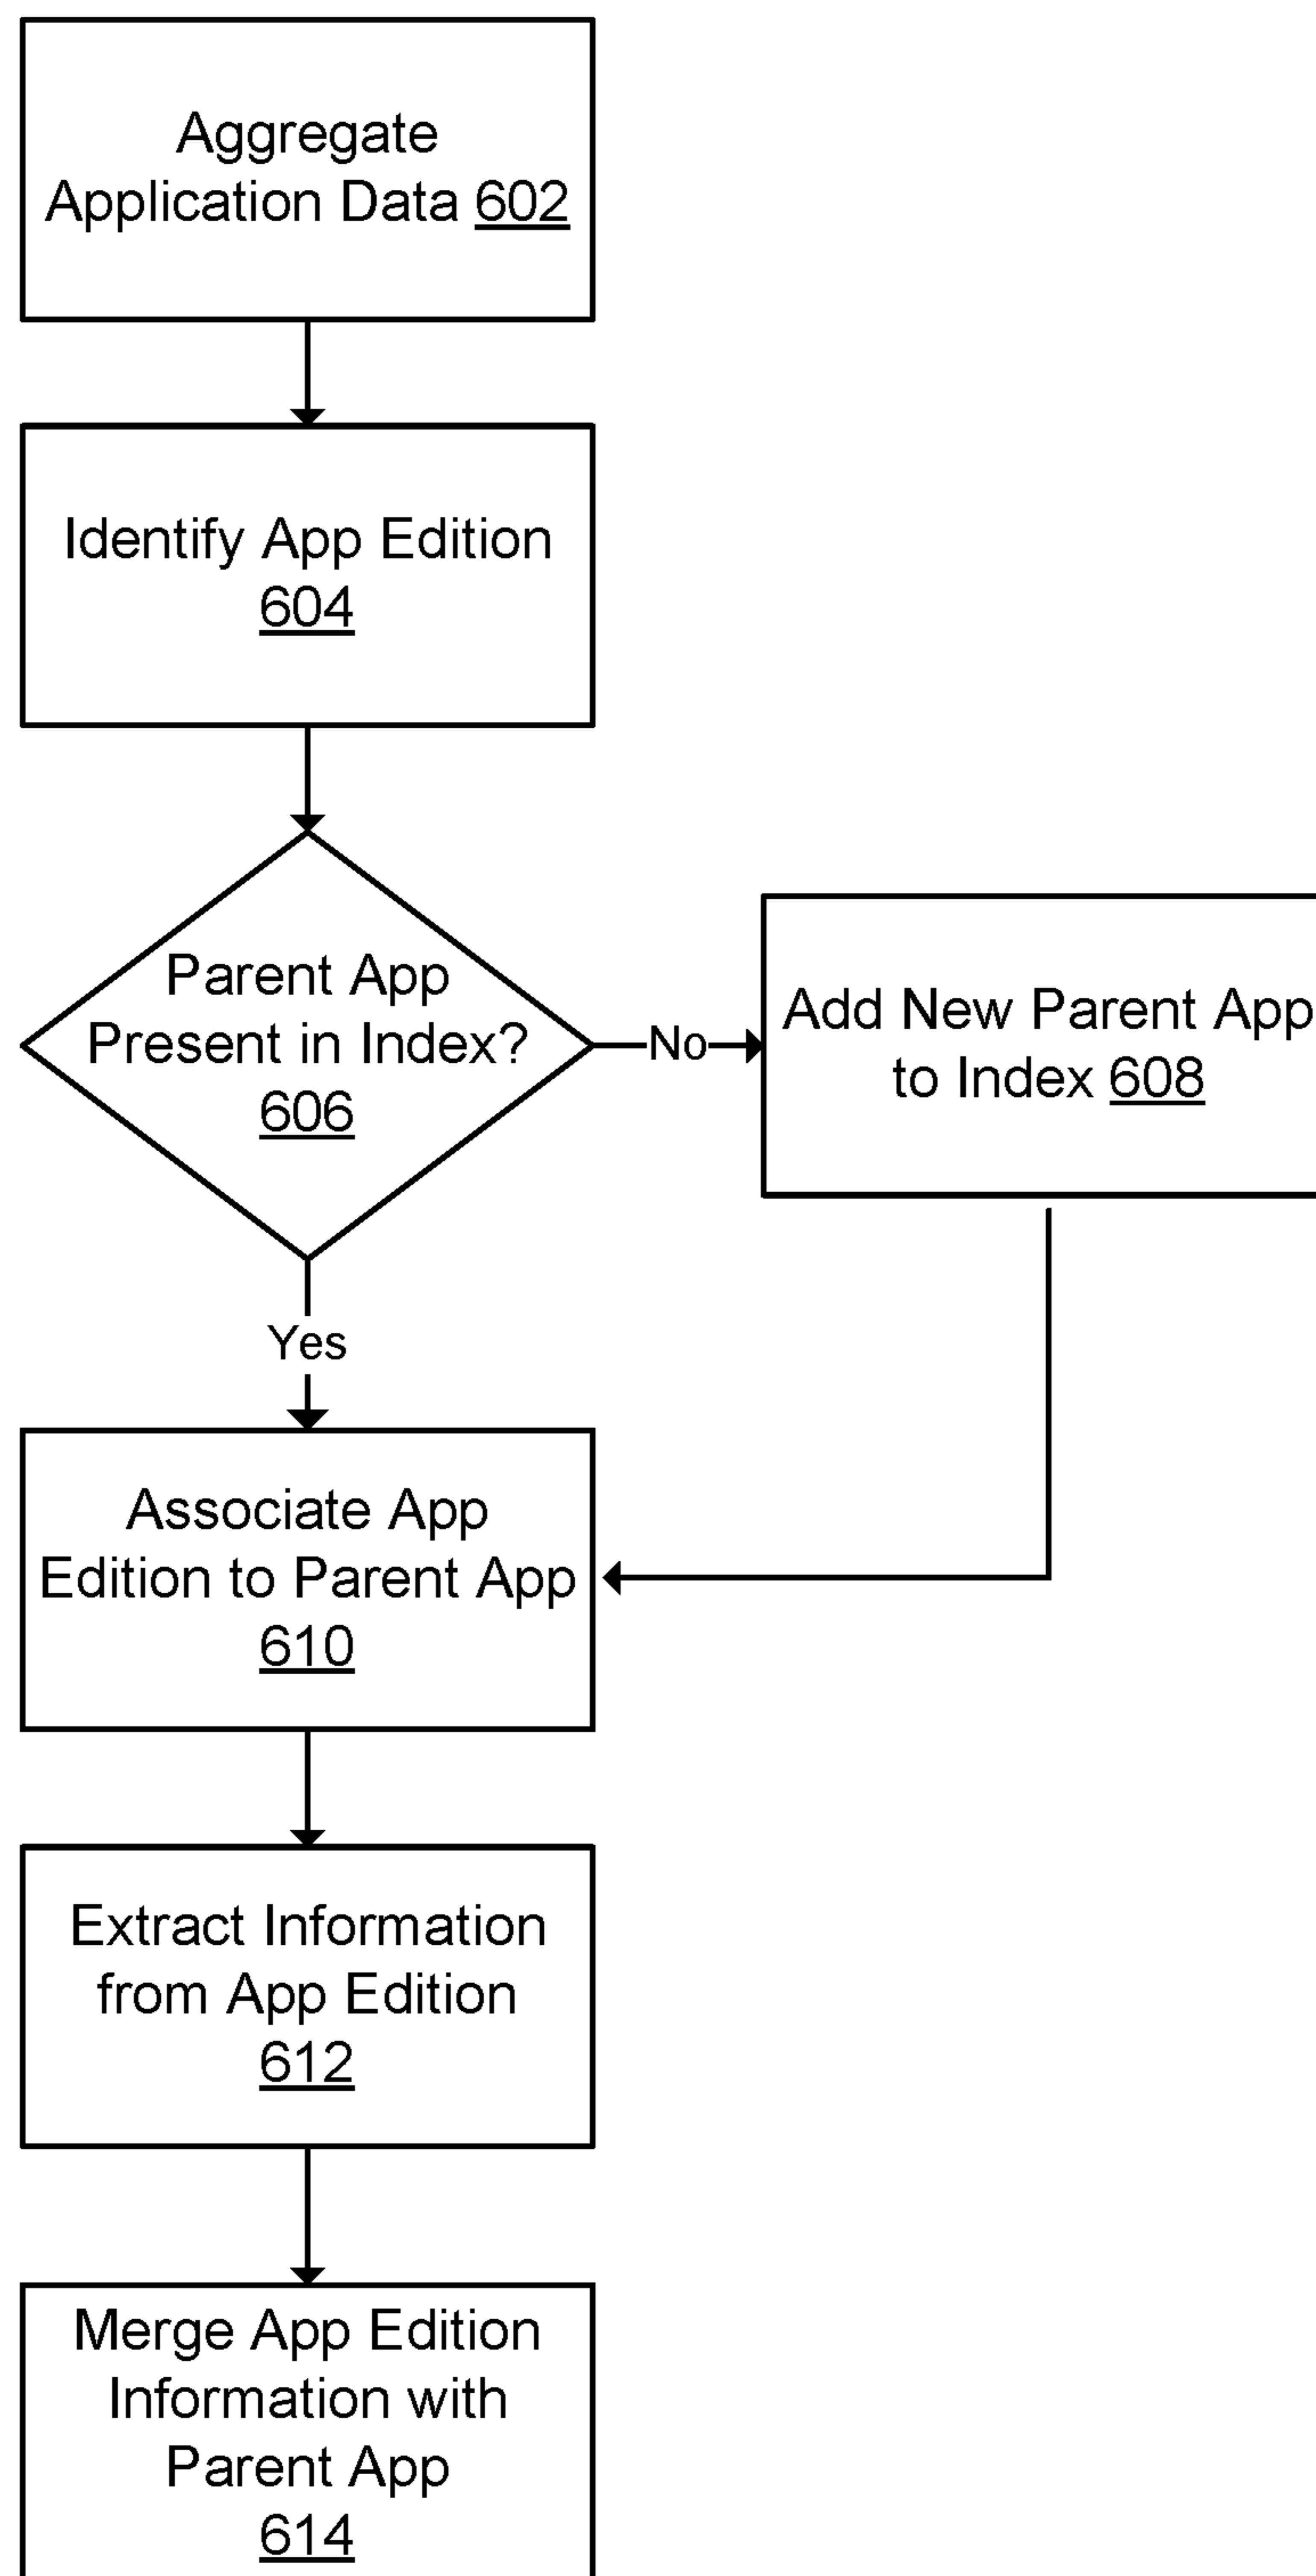 Aggregate
Application Data 602
Identify App Edition
604
Parent App
Present in Index?
606
No
Add New Parent App
to Index 608
Yes
Associate App
Edition to Parent App
610
Extract Information
from App Edition
612
Merge App Edition
Information with
Parent App
614